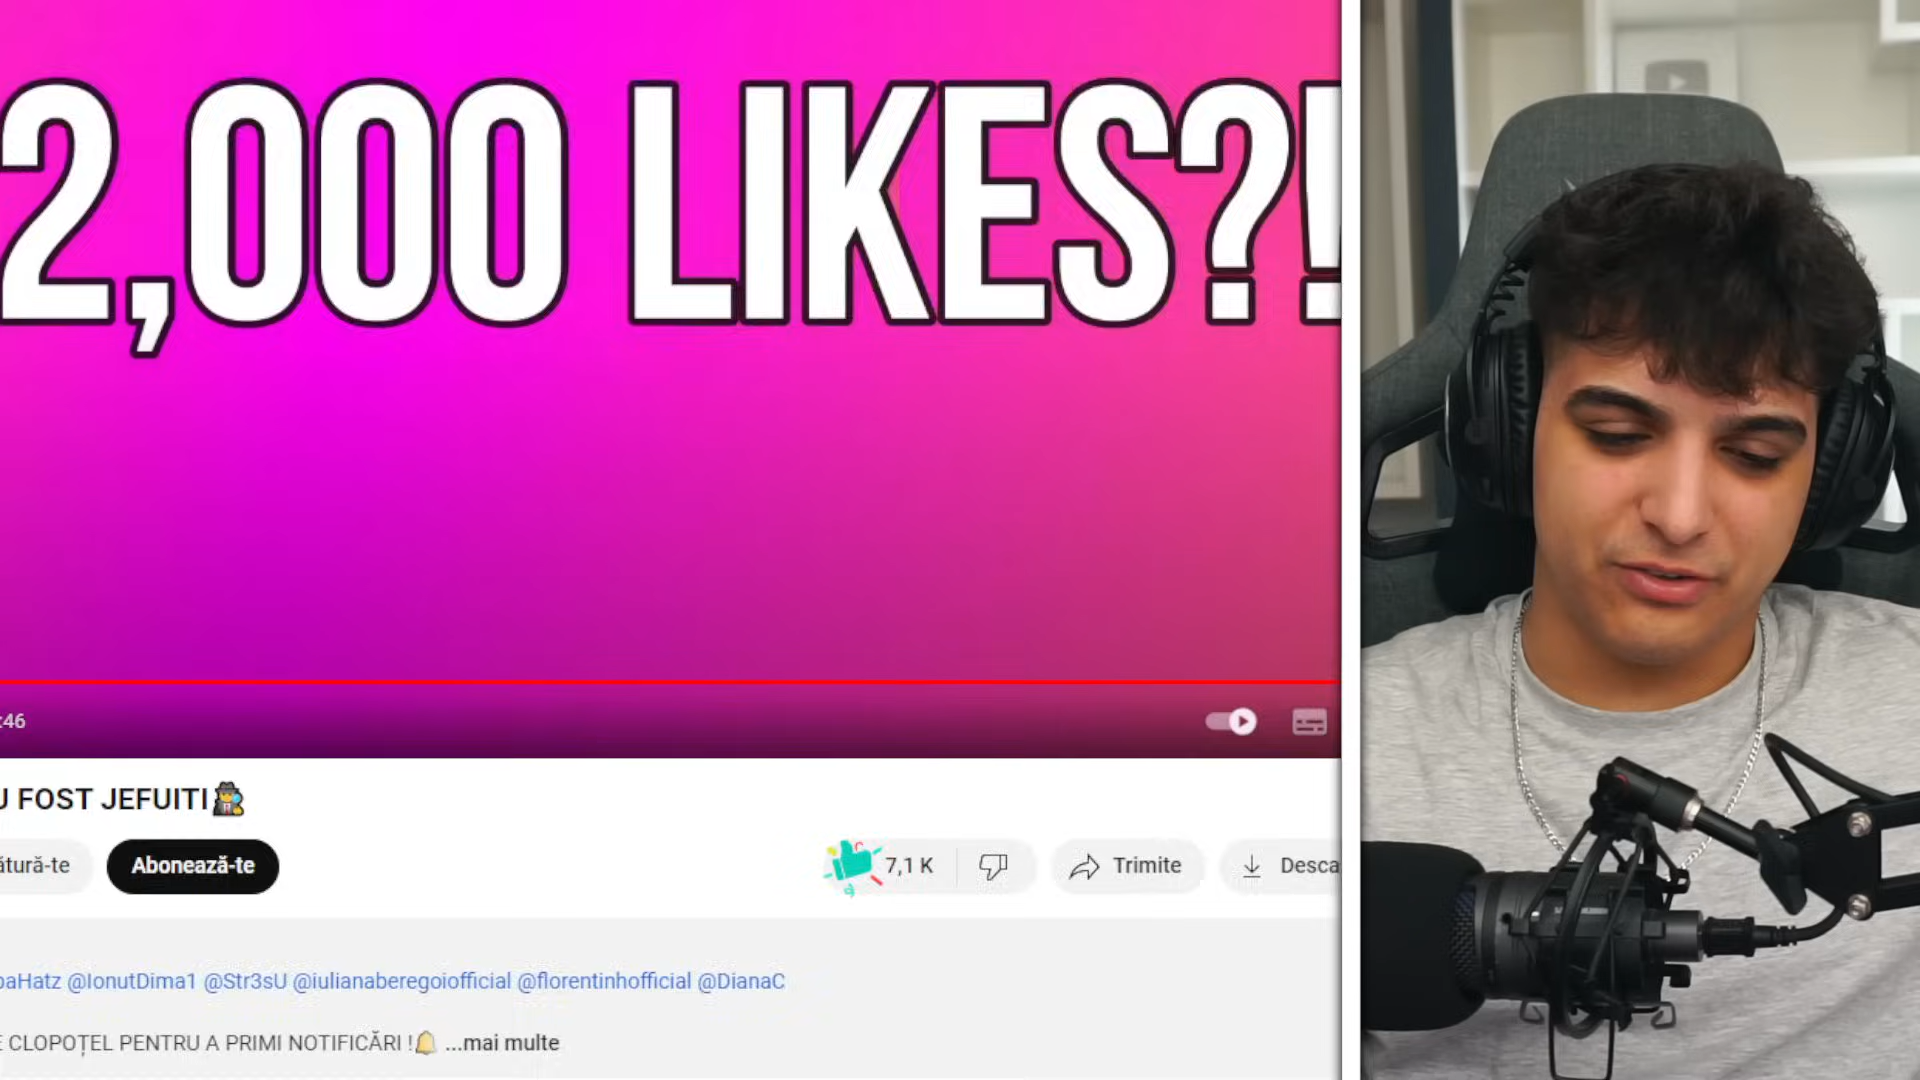 2,000 LIKES?!
:46
U FOST JEFUITI
ătură-te
Abonează-te
7,1 K
Trimite
Desca
paHatz @IonutDima1 @Str3sU @iulianaberegoiofficial @florentinhofficial @DianaC
E CLOPOȚEL PENTRU A PRIMI NOTIFICĂRI ! ...mai multe